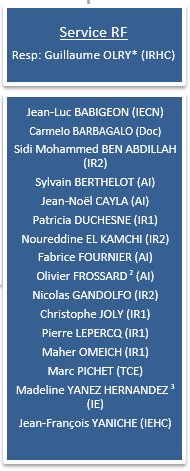 Service RF
Resp: Guillaume OLRY* (IRHC)
Jean-Luc BABIGEON (IECN)
Carmelo BARBAGALO (Doc)
Sidi Mohammed BEN ABDILLAH
(IR2)
Sylvain BERTHELOT (AI)
Jean-Noël CAYLA (AI)
Patricia DUCHESNE (IR1)
Noureddine EL KAMCHI (IR2)
Fabrice FOURNIER (AI)
Olivier FROSSARD ² (AI)
Nicolas GANDOLFO (IR2)
Christophe JOLY (IR1)
Pierre LEPERCQ (IR1)
Maher OMEICH (IR1)
Marc PICHET (TCE)
Madeline YANEZ HERNANDEZ ³
(IE)
Jean-François YANICHE (IEHC)